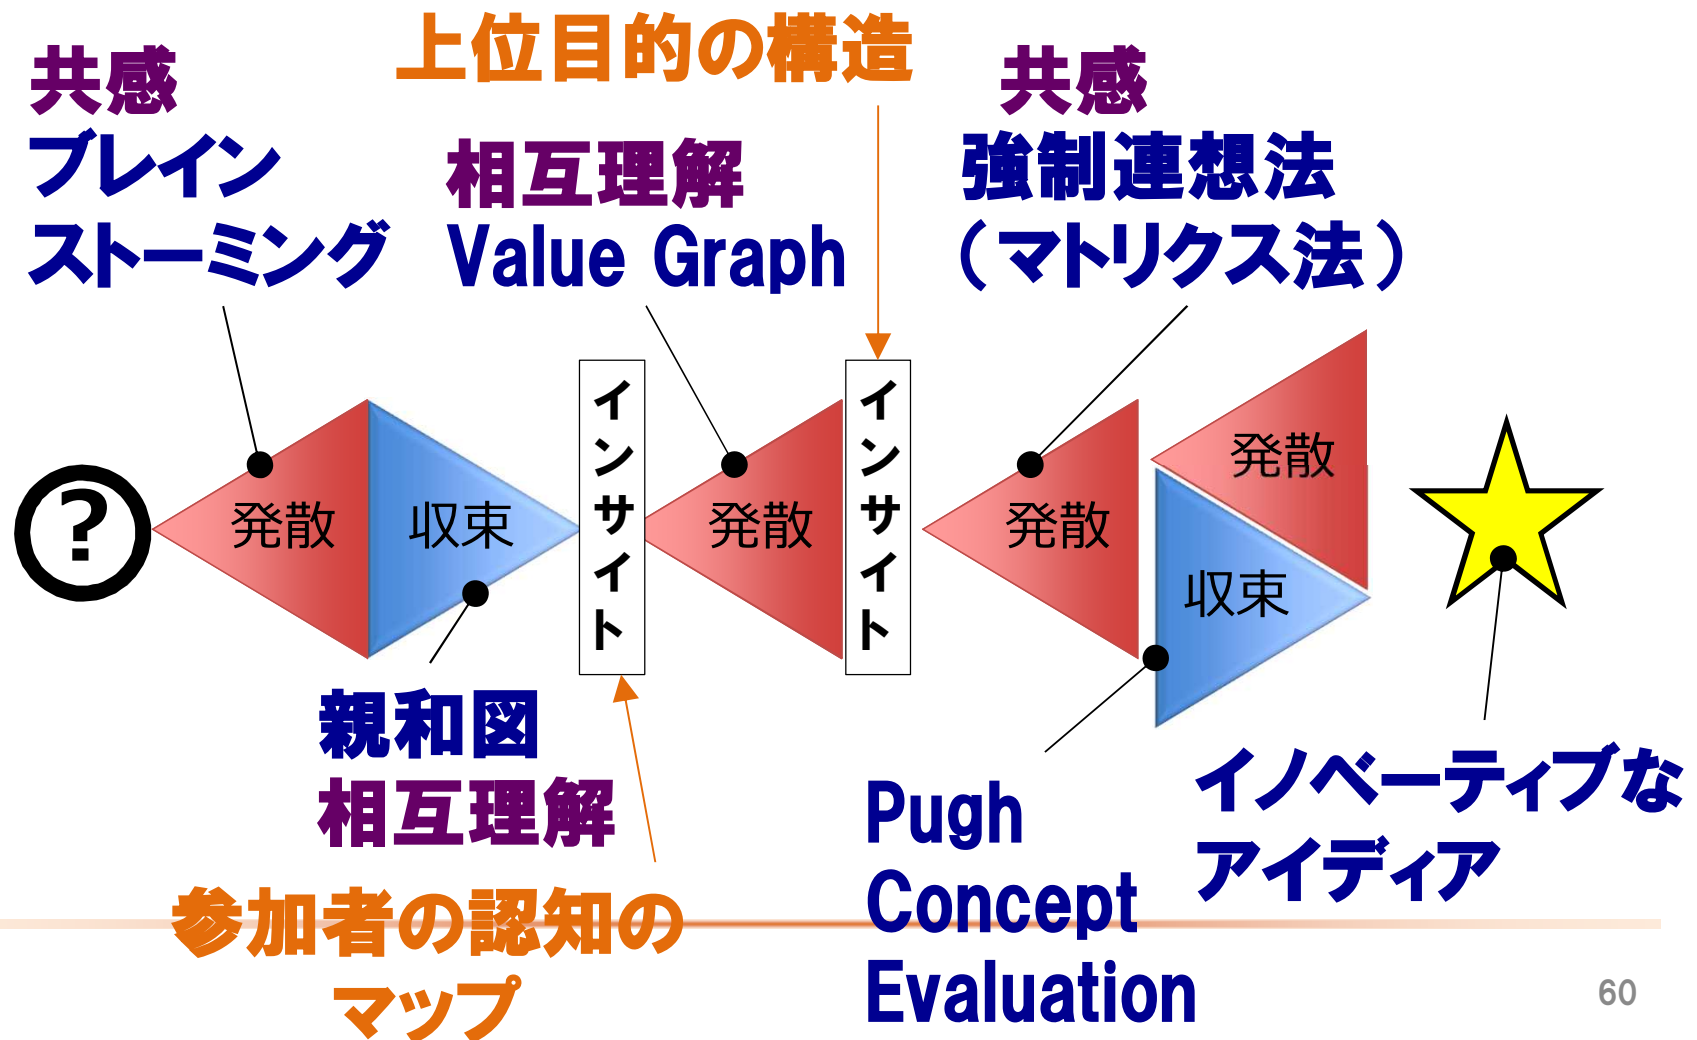 上位目的の構造
共感
ブレイン
ストーミング
相互理解
Value Graph
共感
強制連想法
（マトリクス法）
?
発散
収束
インサイト
発散
インサイト
発散
発散
収束
親和図
相互理解
参加者の認知の
マップ
Pugh
Concept
Evaluation
イノベーティブな
アイディア
60